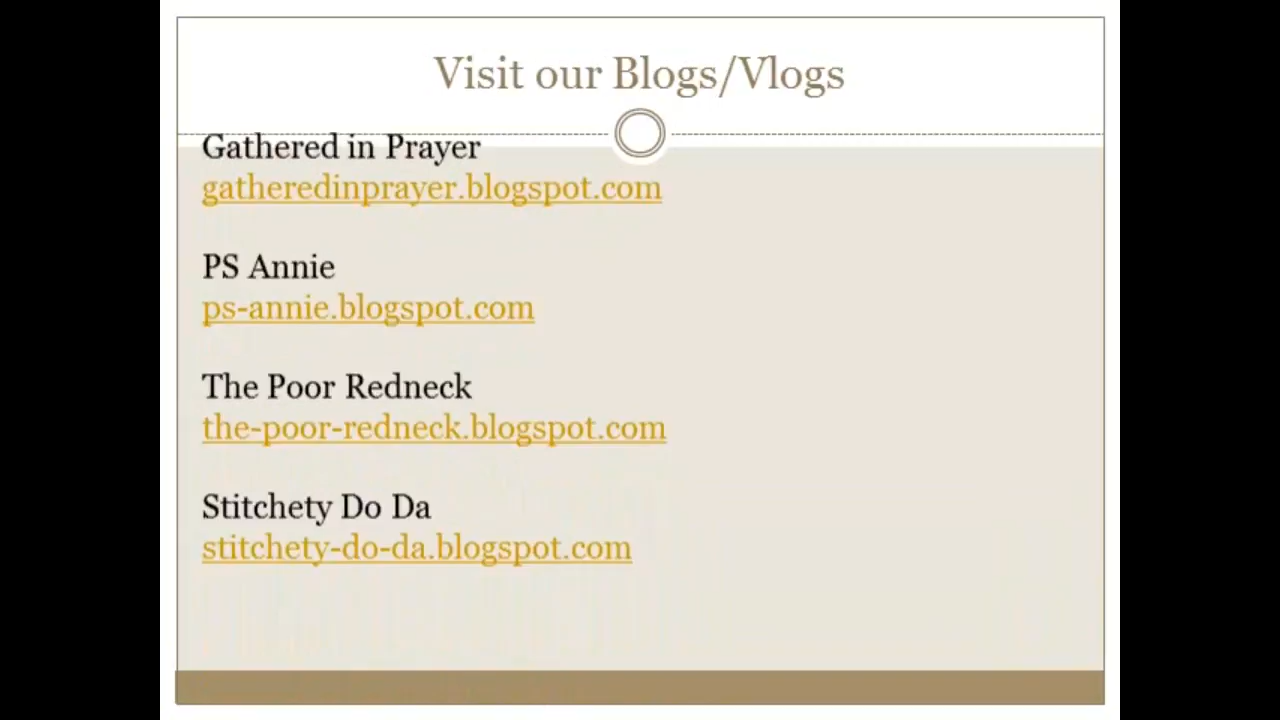 Visit our Blogs/Vlogs
Gathered in Prayer
gatheredinprayer.blogspot.com
PS Annie
ps-annie.blogspot.com
The Poor Redneck
the-poor-redneck.blogspot.com
Stitchety Do Da
stitchety-do-da.blogspot.com